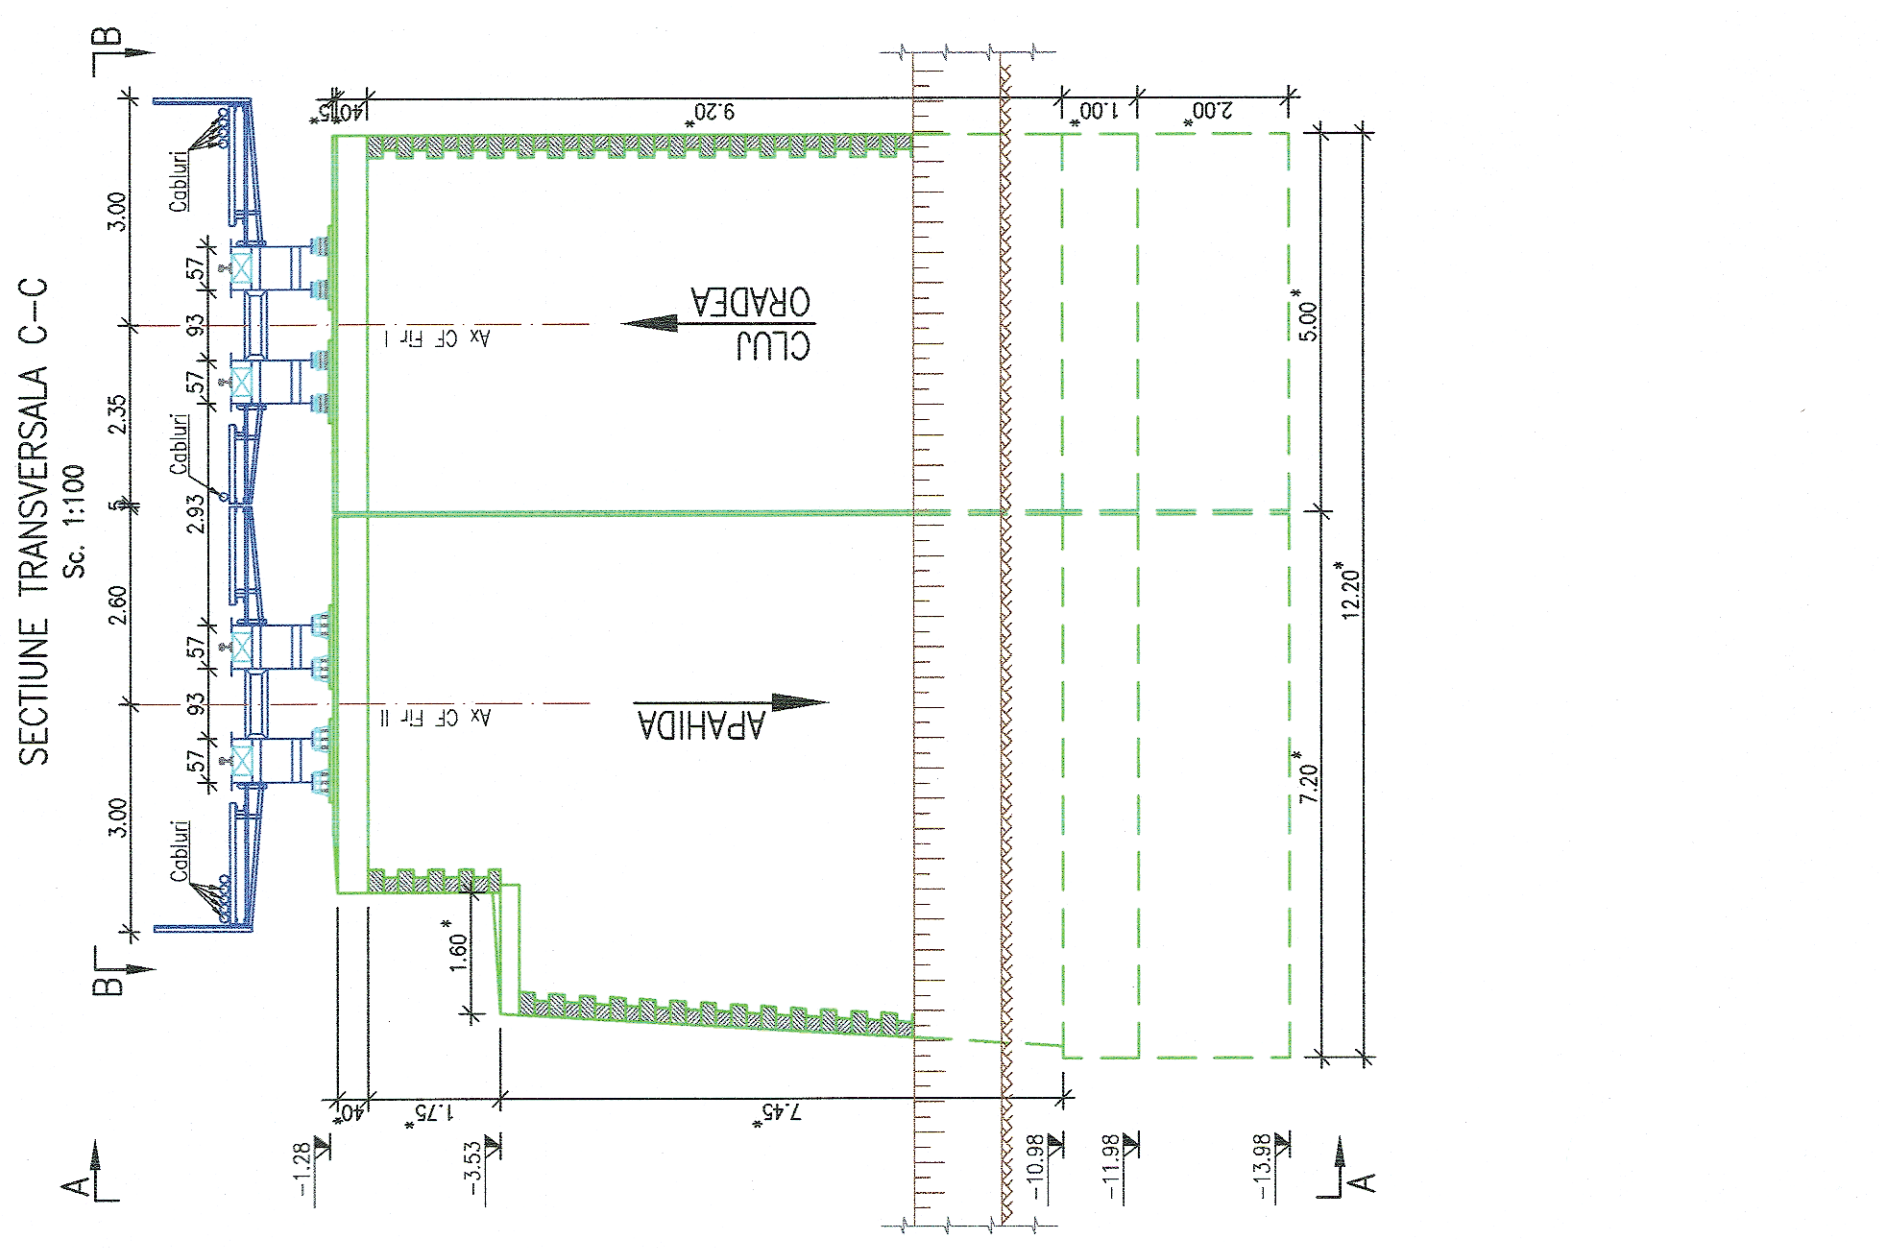 SECTIUNE TRANSVERSALA C-C
Sc. 1:100
B
B
3.00
2.60
5
2.35
3.00
57
93
57
2.93
57
93
57
Cabluri
Cabluri
Cabluri
Ax CF Fir II
Ax CF Fir I
APAHIDA
CLUJ
ORADEA
1.60*
40*
1.75*
7.45*
5*
40*
9.20*
1.00*
2.00*
-1.28
-3.53
-10.98
-11.98
-13.98
7.20*
5.00*
12.20*
A
A